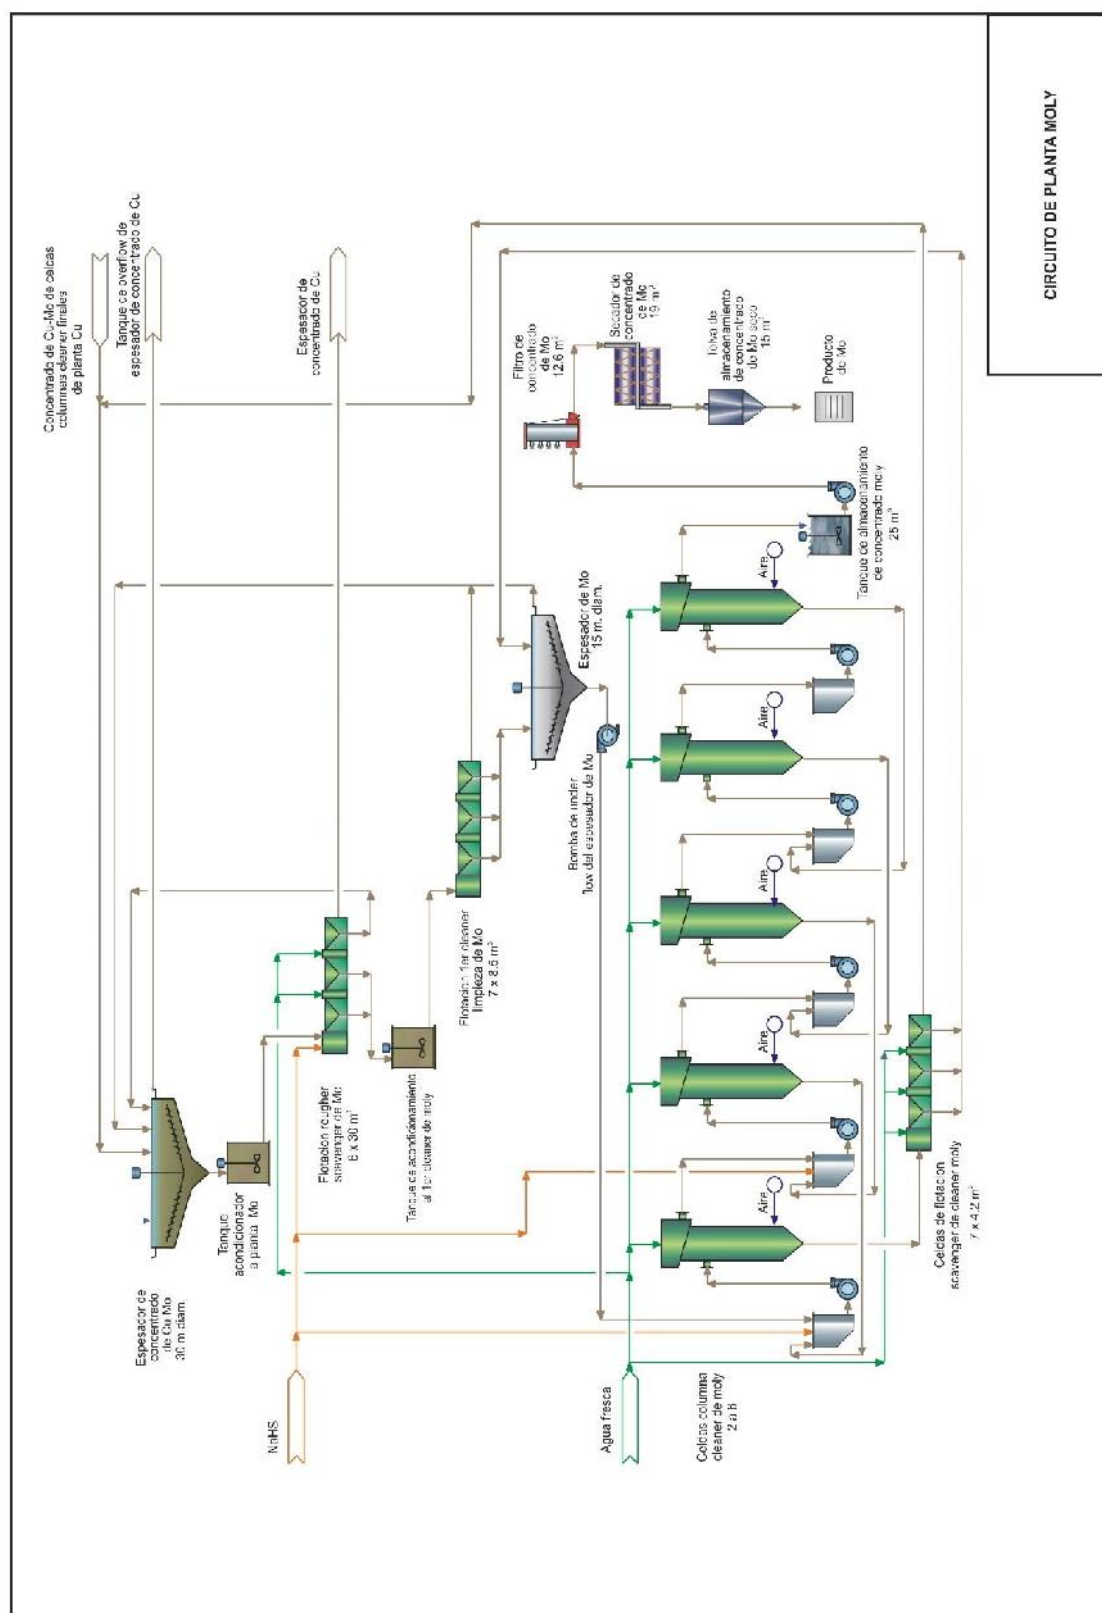 Concentrado de Cu-Mo de celcas
columnas cleaner finales
de planta Cu
Tanque de overflow de
espesador de concentrado de Cu
Espesador de
concentrado de Cu
Espesador de
concentrado
de Cu-Mo
30 m diam.
Tanque
acondicionador
a planta Mo
NaHS
Flotacion rougher
scavenger de Mo
6 x 30 m³
Tanque de acondicionamiento
al 1er cleaner de moly
Flotacion 1er cleaner
limpieza de Mo
7 x 8.5 m³
Espesador de Mo
15 m. diam.
Bomba de under
flow del espesador de Mo
Filtro de
concentrado
de Mo
12.6 m²
Secador de
concentrado
de Mo
19 m²
Tolva de
almacenamiento
de concentrado
de Mo seco
15 m³
Producto
de Mo
Agua fresca
Celdas columna
cleaner de moly
2 a 6
Aire
Aire
Aire
Aire
Aire
Tanque de almacenamiento
de concentrado moly
25 m³
Celdas de flotacion
scavenger de cleaner moly
7 x 4.2 m³
CIRCUITO DE PLANTA MOLY